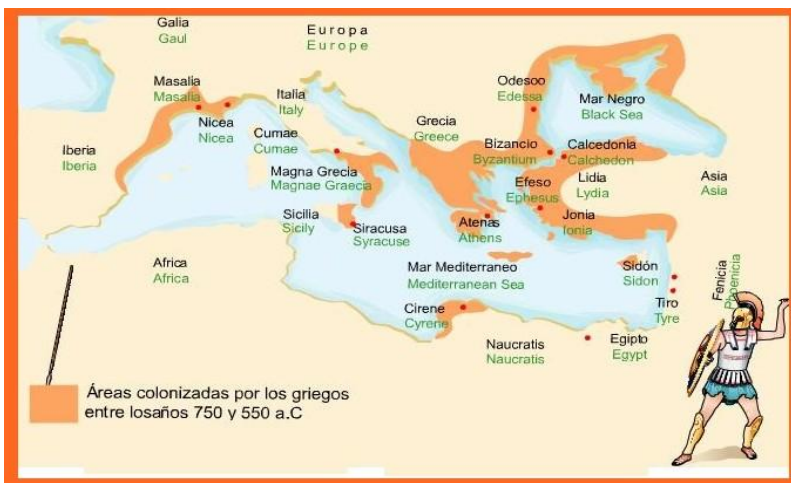 Galia
Gaul
Europa
Europe
Masalia
Masalia
Italia
Italy
Odesoo
Edessa
Mar Negro
Black Sea
Nicea
Nicea
Cumae
Cumae
Grecia
Greece
Iberia
Iberia
Bizancio
Byzantium
Calcedonia
Calchedon
Magna Grecia
Magnae Graecia
Efeso
Ephesus
Lidia
Lydia
Asia
Asia
Sicilia
Sicily
Siracusa
Syracuse
Atenas
Athens
Jonia
Ionia
Africa
Africa
Mar Mediterraneo
Mediterranean Sea
Sidón
Sidon
Fenicia
Phoenicia
Cirene
Cyrene
Tiro
Tyre
Naucratis
Naucratis
Egipto
Egypt
Áreas colonizadas por los griegos
entre losaños 750 y 550 a.C